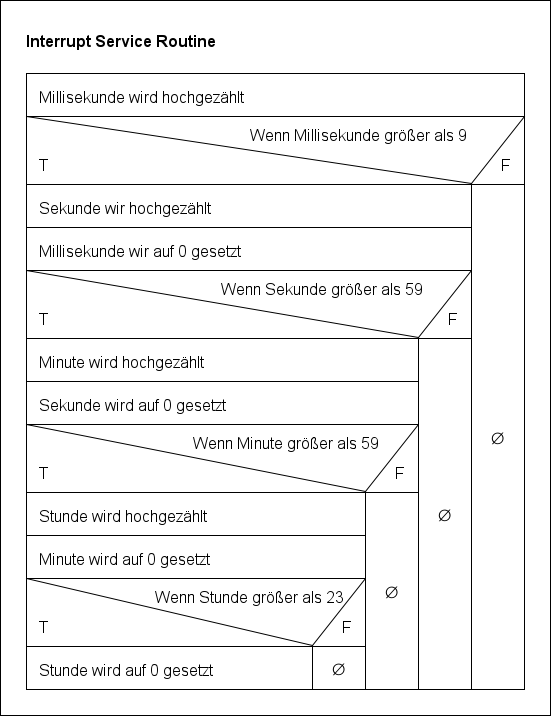 Interrupt Service Routine
Millisekunde wird hochgezählt
Wenn Millisekunde größer als 9
T
F
Sekunde wir hochgezählt
Millisekunde wir auf 0 gesetzt
Wenn Sekunde größer als 59
T
F
Minute wird hochgezählt
Sekunde wird auf 0 gesetzt
Wenn Minute größer als 59
T
F
Stunde wird hochgezählt
Minute wird auf 0 gesetzt
Wenn Stunde größer als 23
T
F
Stunde wird auf 0 gesetzt
∅
∅
∅
∅